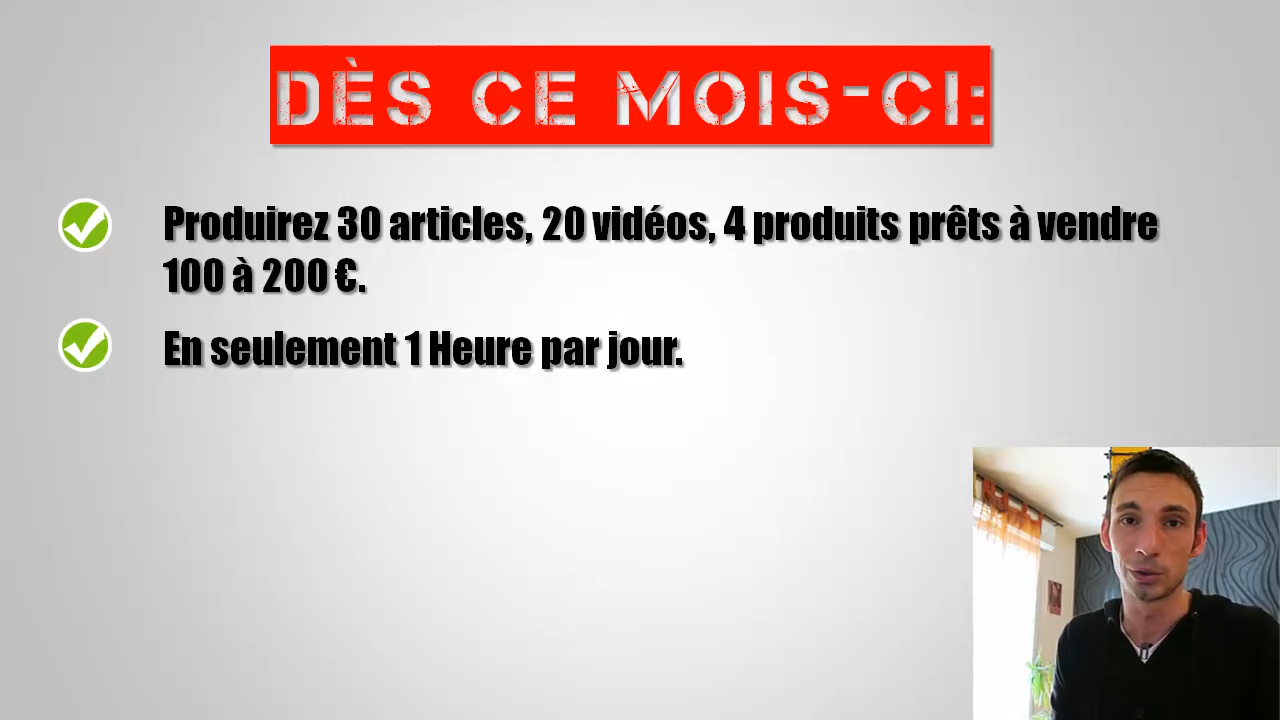 DÈS CE MOIS-CI:
Produirez 30 articles, 20 vidéos, 4 produits prêts à vendre
100 à 200 €.
En seulement 1 Heure par jour.